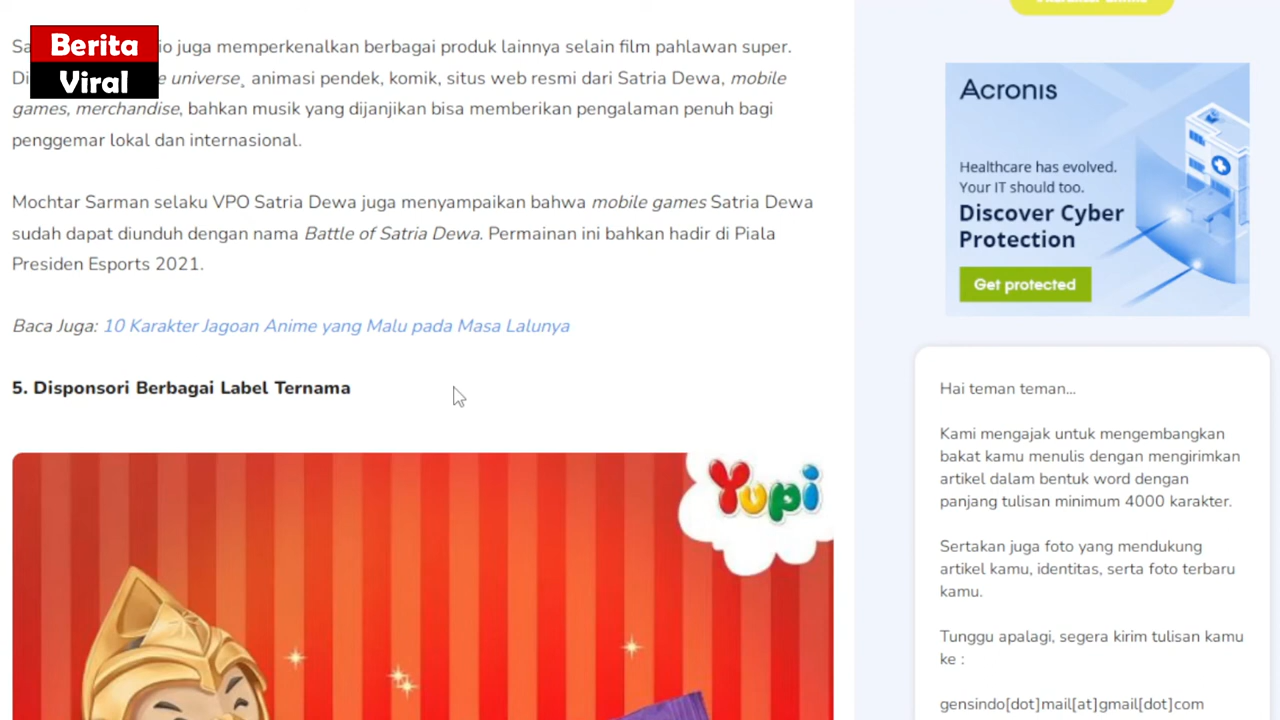 Berita
Viral
io juga memperkenalkan berbagai produk lainnya selain film pahlawan super.
universe¸ animasi pendek, komik, situs web resmi dari Satria Dewa, mobile
games, merchandise, bahkan musik yang dijanjikan bisa memberikan pengalaman penuh bagi
penggemar lokal dan internasional.
Mochtar Sarman selaku VPO Satria Dewa juga menyampaikan bahwa mobile games Satria Dewa
sudah dapat diunduh dengan nama Battle of Satria Dewa. Permainan ini bahkan hadir di Piala
Presiden Esports 2021.
Baca Juga: 10 Karakter Jagoan Anime yang Malu pada Masa Lalunya
5. Disponsori Berbagai Label Ternama
Yupi
Acronis
Healthcare has evolved.
Your IT should too.
Discover Cyber
Protection
Get protected
Hai teman teman...
Kami mengajak untuk mengembangkan
bakat kamu menulis dengan mengirimkan
artikel dalam bentuk word dengan
panjang tulisan minimum 4000 karakter.
Sertakan juga foto yang mendukung
artikel kamu, identitas, serta foto terbaru
kamu.
Tunggu apalagi, segera kirim tulisan kamu
ke :
gensindo[dot]mail[at]gmail[dot]com